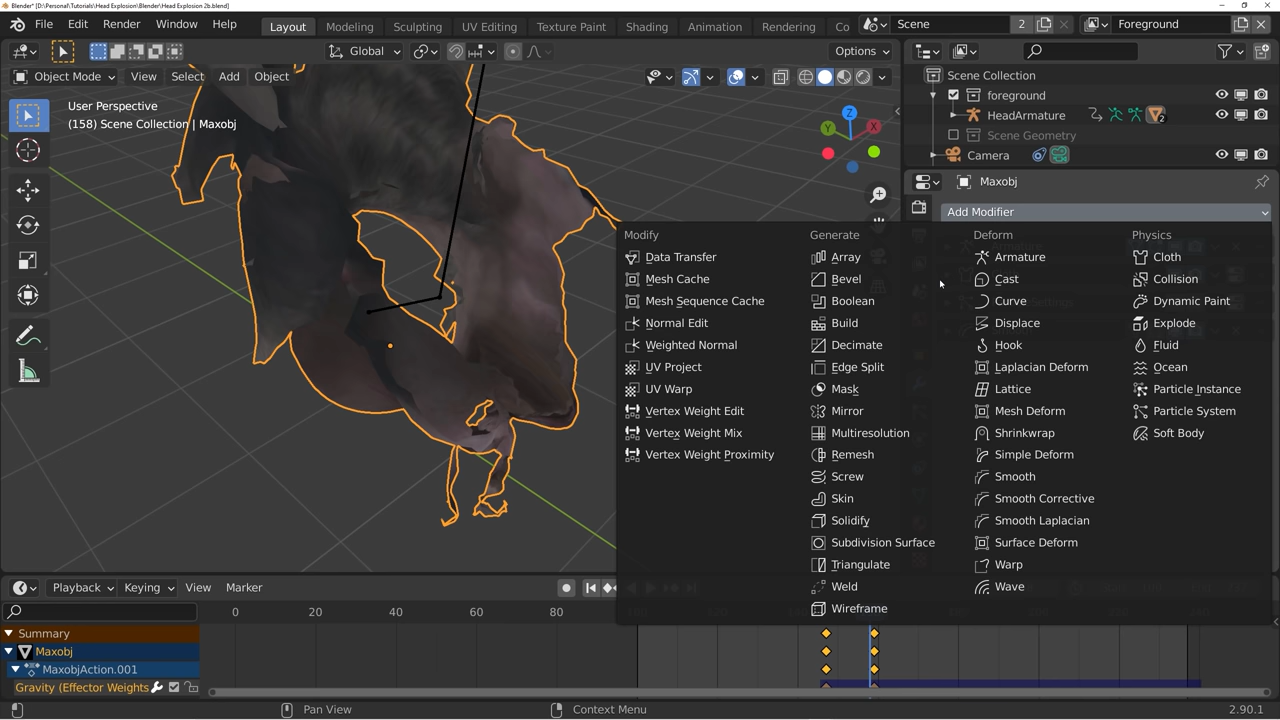 Blender* [D:\Personal\Tutorials\Head Explosion\Blender\Head Explosion 2b.blend]
File Edit Render Window Help Layout Modeling Sculpting UV Editing Texture Paint Shading Animation Rendering Co Scene 2 Foreground
Global Options
Object Mode View Select Add Object
User Perspective
(158) Scene Collection | Maxobj
Z
Y
X
Scene Collection
foreground
HeadArmature 2
Scene Geometry
Camera
Maxobj
Add Modifier
Modify
Data Transfer
Mesh Cache
Mesh Sequence Cache
Normal Edit
Weighted Normal
UV Project
UV Warp
Vertex Weight Edit
Vertex Weight Mix
Vertex Weight Proximity
Generate
Array
Bevel
Boolean
Build
Decimate
Edge Split
Mask
Mirror
Multiresolution
Remesh
Screw
Skin
Solidify
Subdivision Surface
Triangulate
Weld
Wireframe
Deform
Armature
Cast
Curve
Displace
Hook
Laplacian Deform
Lattice
Mesh Deform
Shrinkwrap
Simple Deform
Smooth
Smooth Corrective
Smooth Laplacian
Surface Deform
Warp
Wave
Physics
Cloth
Collision
Dynamic Paint
Explode
Fluid
Ocean
Particle Instance
Particle System
Soft Body
Playback Keying View Marker
0 20 40 60 80
Summary
Maxobj
MaxobjAction.001
Gravity (Effector Weights
Pan View Context Menu 2.90.1